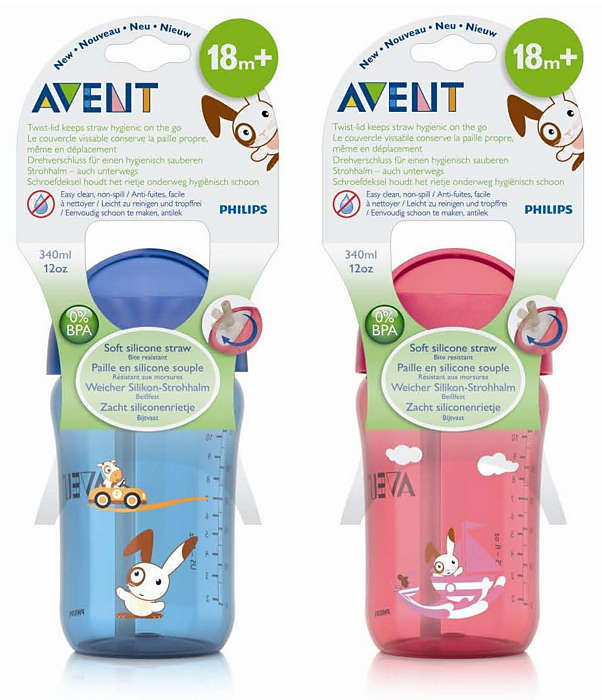 New • Nouveau • Neu • Nieuw
18m+
AVENT
Twist-lid keeps straw hygienic on the go
Le couvercle vissable conserve la paille propre,
même en déplacement
Drehverschluss für einen hygienisch sauberen
Strohhalm – auch unterwegs
Schroefdeksel houdt het rietje onderweg hygiënisch schoon
Easy clean, non-spill / Anti-fuites, facile
à nettoyer / Leicht zu reinigen und tropffrei
/ Eenvoudig schoon te maken, antilek
PHILIPS
340ml
12oz
0%
BPA
Soft silicone straw
Bite resistant
Paille en silicone souple
Résistant aux morsures
Weicher Silikon-Strohhalm
Beißfest
Zacht siliconenrietje
Bijtvast
AVENT
PHILIPS
New • Nouveau • Neu • Nieuw
18m+
AVENT
Twist-lid keeps straw hygienic on the go
Le couvercle vissable conserve la paille propre,
même en déplacement
Drehverschluss für einen hygienisch sauberen
Strohhalm – auch unterwegs
Schroefdeksel houdt het rietje onderweg hygiënisch schoon
Easy clean, non-spill / Anti-fuites, facile
à nettoyer / Leicht zu reinigen und tropffrei
/ Eenvoudig schoon te maken, antilek
PHILIPS
340ml
12oz
0%
BPA
Soft silicone straw
Bite resistant
Paille en silicone souple
Résistant aux morsures
Weicher Silikon-Strohhalm
Beißfest
Zacht siliconenrietje
Bijtvast
PHILIPS